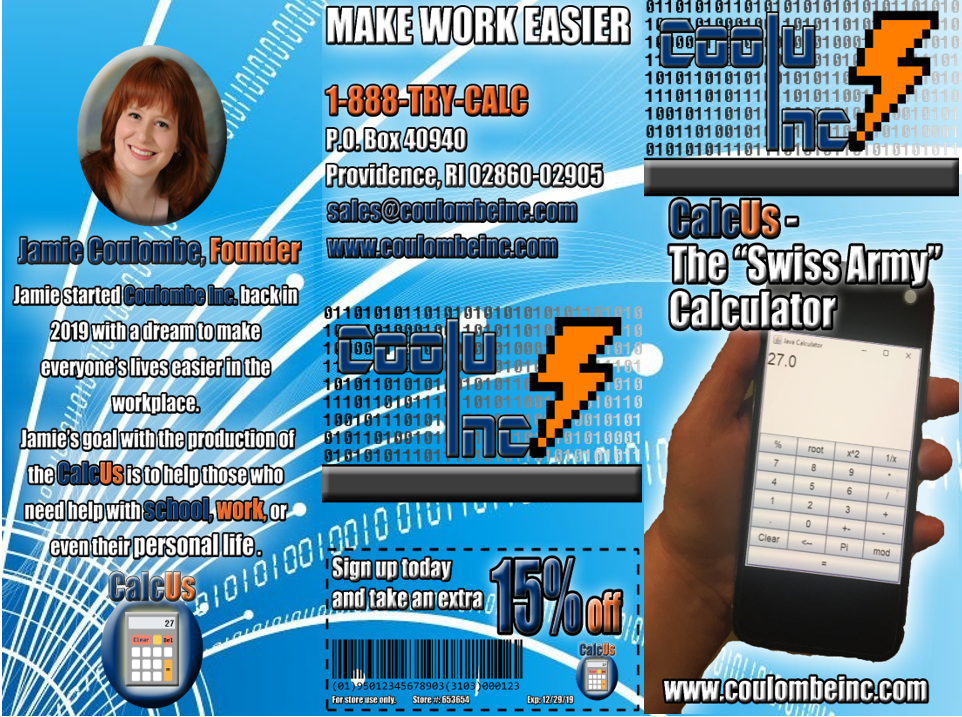 Jamie Coulombe, Founder
Jamie started Coulombe Inc. back in
2019 with a dream to make
everyone's lives easier in the
workplace.
Jamie's goal with the production of
the CalcUs is to help those who
need help with school, work, or
even their personal life.
CalcUs
27
Clear Del
MAKE WORK EASIER
1-888-TRY-CALC
P.O. Box 40940
Providence, RI 02860-02905
sales@coulombeinc.com
www.coulombeinc.com
Coolu
Inc.
Sign up today
and take an extra
15% off
CalcUs
(01)95012345678903(3103)000123
For store use only. Store #: 653654 Exp: 12/29/19
Coolu
Inc.
CalcUs -
The “Swiss Army”
Calculator
Java Calculator
27.0
% root x^2 1/x
7 8 9 -
4 5 6 /
1 2 3 +
. 0 +-
Clear <-- PI mod
=
www.coulombeinc.com